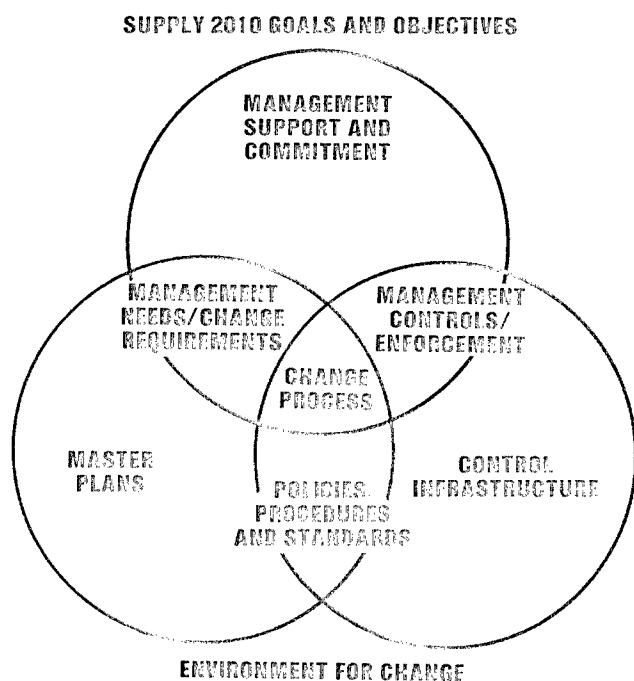 SUPPLY 2010 GOALS AND OBJECTIVES
MANAGEMENT
SUPPORT AND
COMMITMENT
MANAGEMENT
NEEDS/CHANGE
REQUIREMENTS
MANAGEMENT
CONTROLS/
ENFORCEMENT
CHANGE
PROCESS
MASTER
PLANS
CONTROL
INFRASTRUCTURE
POLICIES
PROCEDURES
AND STANDARDS
ENVIRONMENT FOR CHANGE